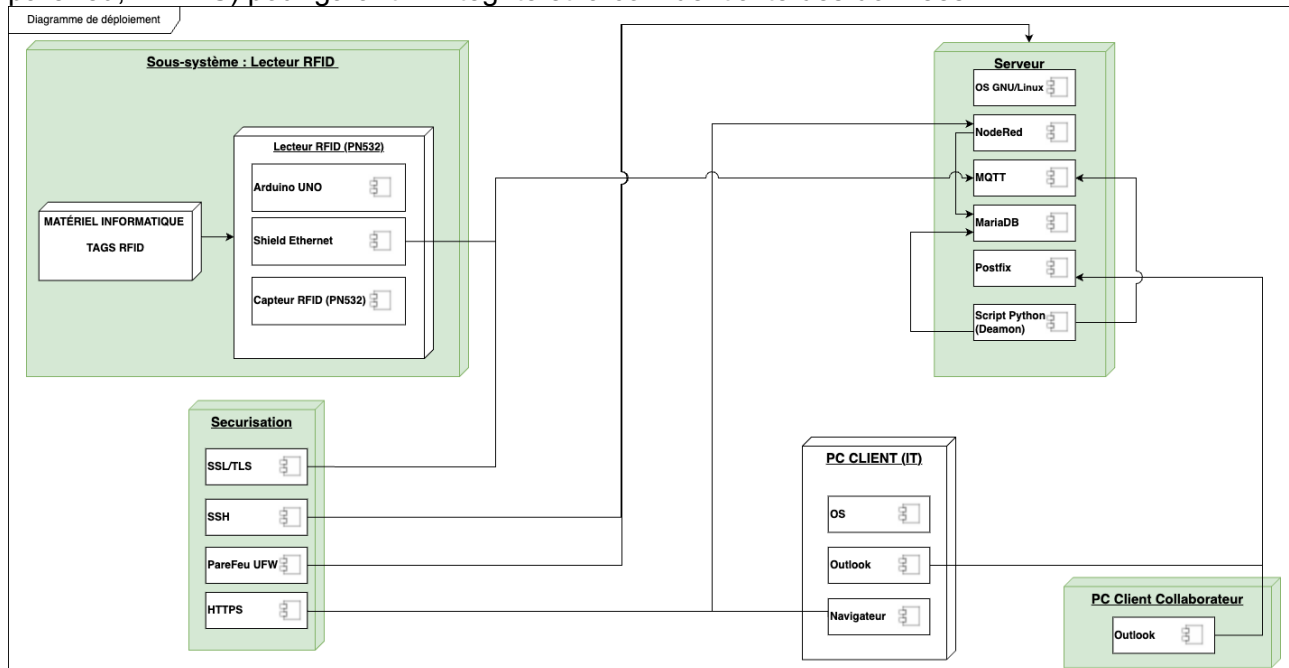 Diagramme de déploiement
Sous-système : Lecteur RFID
Lecteur RFID (PN532)
Arduino UNO
Shield Ethernet
Capteur RFID (PN532)
MATÉRIEL INFORMATIQUE
TAGS RFID
Serveur
OS GNU/Linux
NodeRed
MQTT
MariaDB
Postfix
Script Python
(Deamon)
Sécurisation
SSL/TLS
SSH
PareFeu UFW
HTTPS
PC CLIENT (IT)
OS
Outlook
Navigateur
PC Client Collaborateur
Outlook